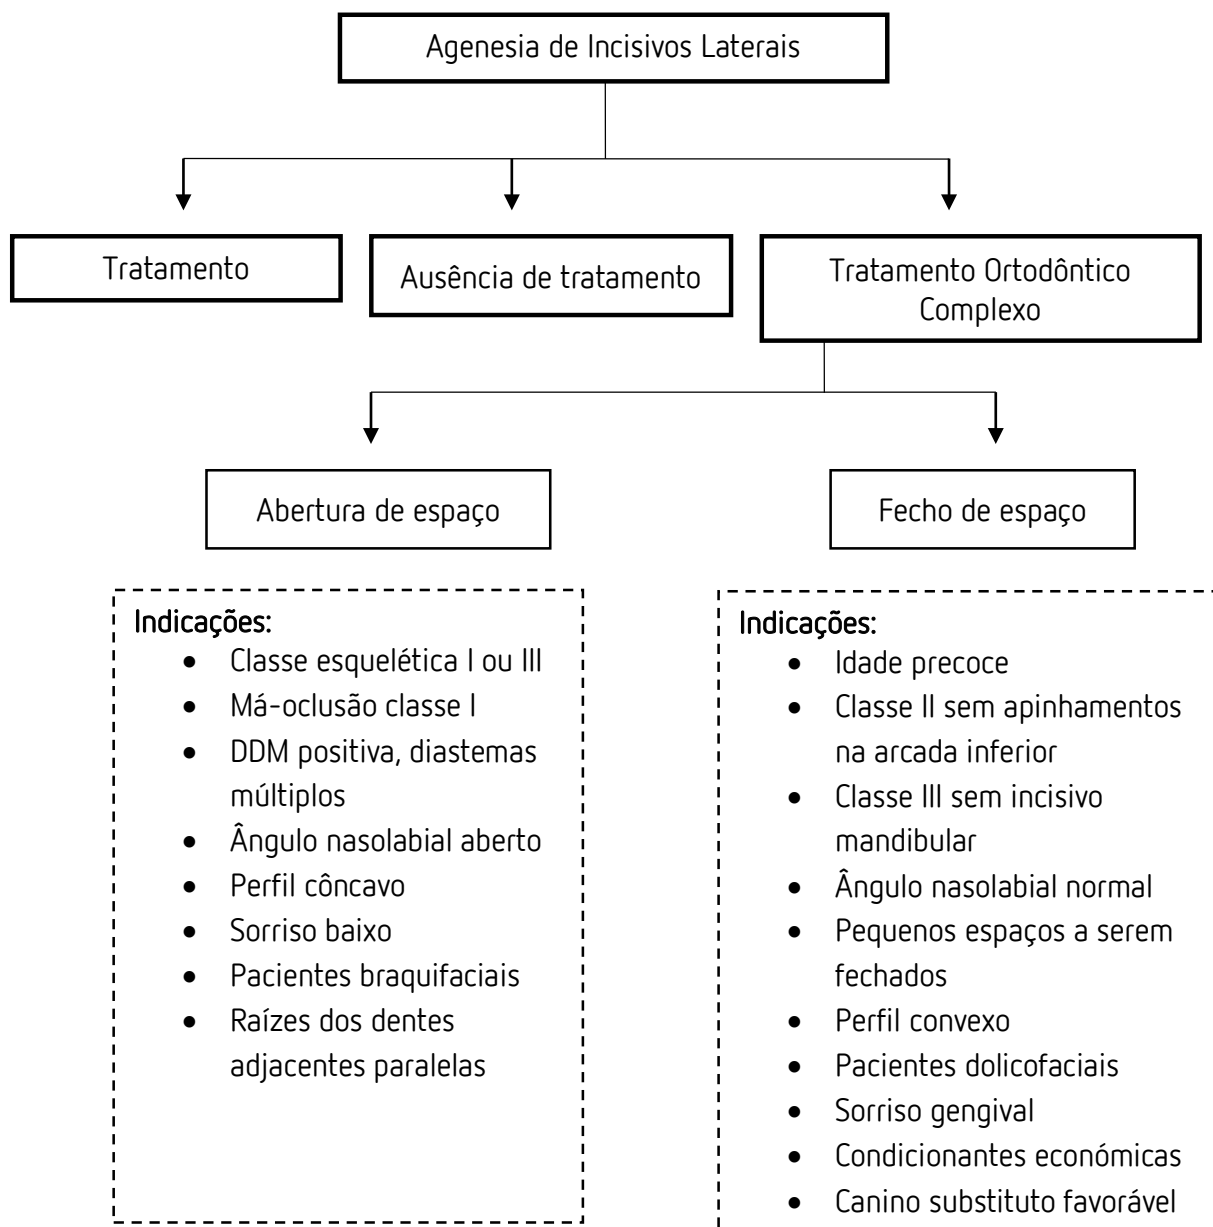 Agenesia de Incisivos Laterais
Tratamento
Ausência de tratamento
Tratamento Ortodôntico
Complexo
Abertura de espaço
Fecho de espaço
Indicações:
• Classe esquelética I ou III
• Má-oclusão classe I
• DDM positiva, diastemas
múltiplos
• Ângulo nasolabial aberto
• Perfil côncavo
• Sorriso baixo
• Pacientes braquifaciais
• Raízes dos dentes
adjacentes paralelas
Indicações:
• Idade precoce
• Classe II sem apinhamentos
na arcada inferior
• Classe III sem incisivo
mandibular
• Ângulo nasolabial normal
• Pequenos espaços a serem
fechados
• Perfil convexo
• Pacientes dolicofaciais
• Sorriso gengival
• Condicionantes económicas
• Canino substituto favorável